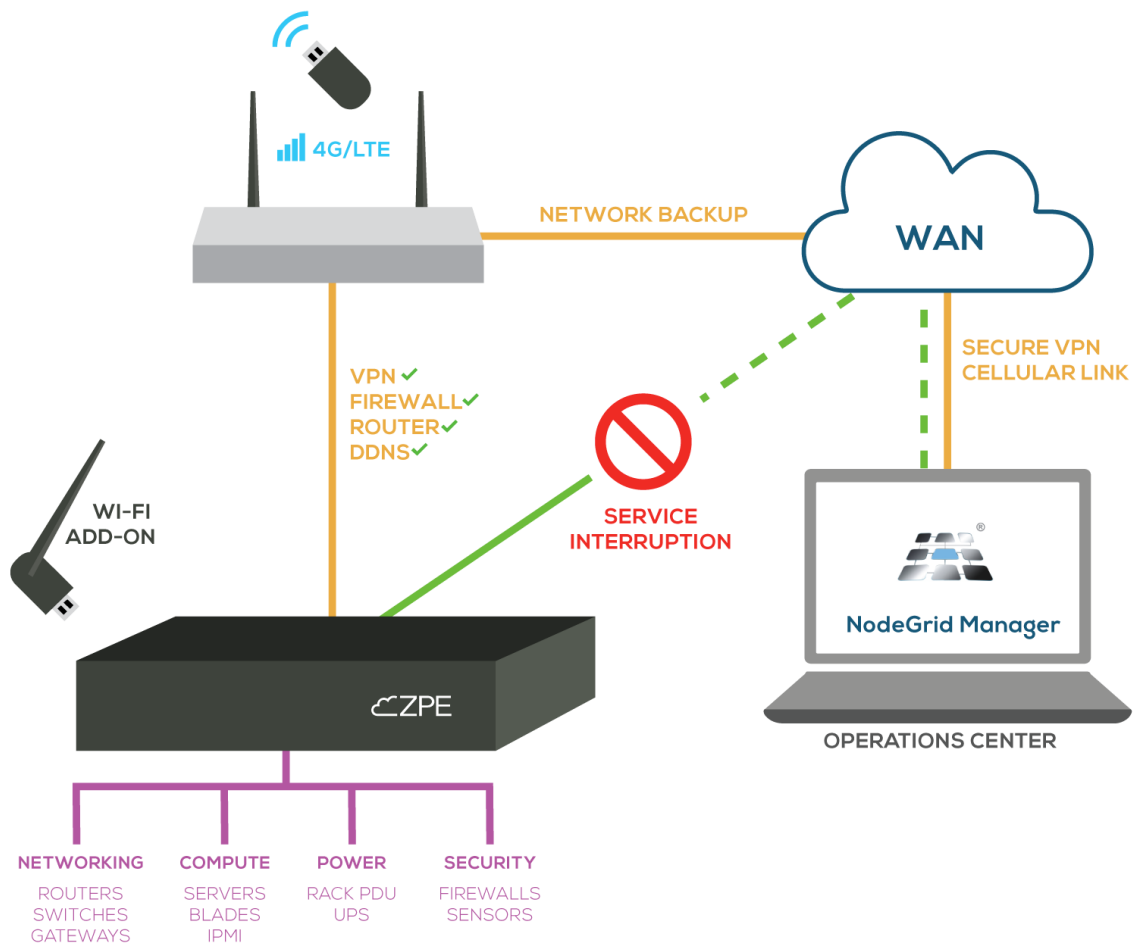 4G/LTE
NETWORK BACKUP
WAN
VPN
FIREWALL
ROUTER
DDNS
SECURE VPN
CELLULAR LINK
WI-FI
ADD-ON
SERVICE
INTERRUPTION
®
NodeGrid Manager
ZPE
OPERATIONS CENTER
NETWORKING
ROUTERS
SWITCHES
GATEWAYS
COMPUTE
SERVERS
BLADES
IPMI
POWER
RACK PDU
UPS
SECURITY
FIREWALLS
SENSORS